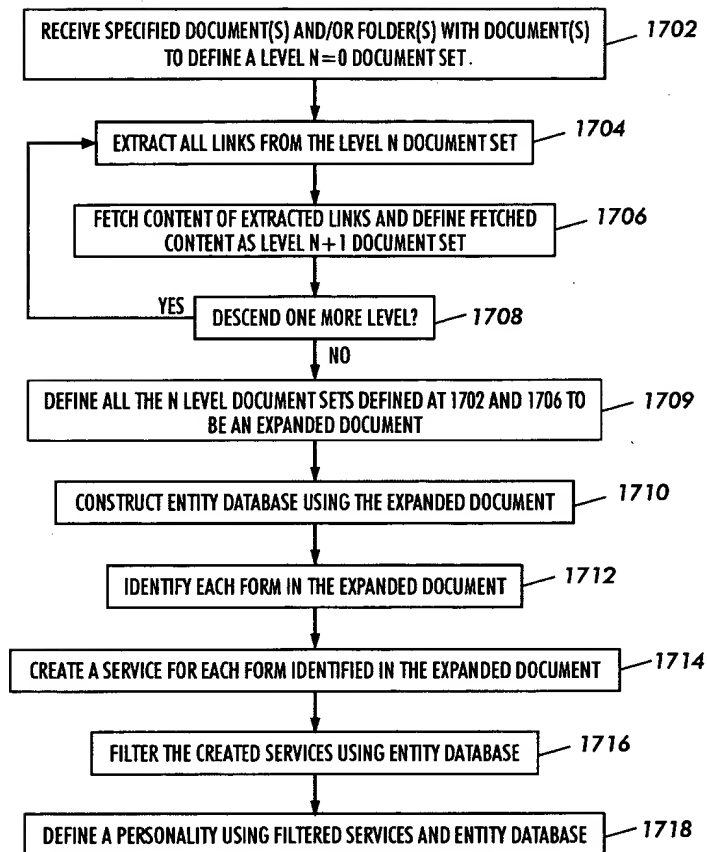 RECEIVE SPECIFIED DOCUMENT(S) AND/OR FOLDER(S) WITH DOCUMENT(S)
TO DEFINE A LEVEL N=0 DOCUMENT SET.
1702
EXTRACT ALL LINKS FROM THE LEVEL N DOCUMENT SET
1704
FETCH CONTENT OF EXTRACTED LINKS AND DEFINE FETCHED
CONTENT AS LEVEL N+1 DOCUMENT SET
1706
YES
DESCEND ONE MORE LEVEL?
1708
NO
DEFINE ALL THE N LEVEL DOCUMENT SETS DEFINED AT 1702 AND 1706 TO
BE AN EXPANDED DOCUMENT
1709
CONSTRUCT ENTITY DATABASE USING THE EXPANDED DOCUMENT
1710
IDENTIFY EACH FORM IN THE EXPANDED DOCUMENT
1712
CREATE A SERVICE FOR EACH FORM IDENTIFIED IN THE EXPANDED DOCUMENT
1714
FILTER THE CREATED SERVICES USING ENTITY DATABASE
1716
DEFINE A PERSONALITY USING FILTERED SERVICES AND ENTITY DATABASE
1718